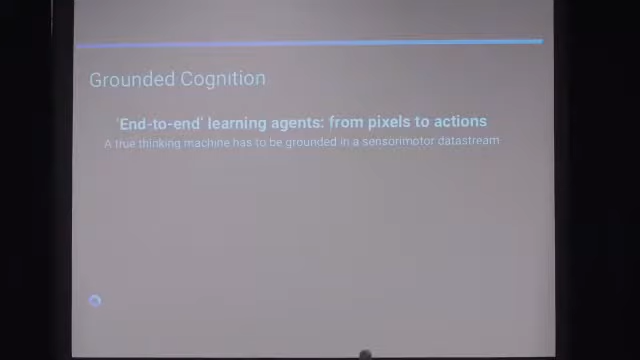 Grounded Cognition
'End-to-end' learning agents: from pixels to actions
A true thinking machine has to be grounded in a sensorimotor datastream